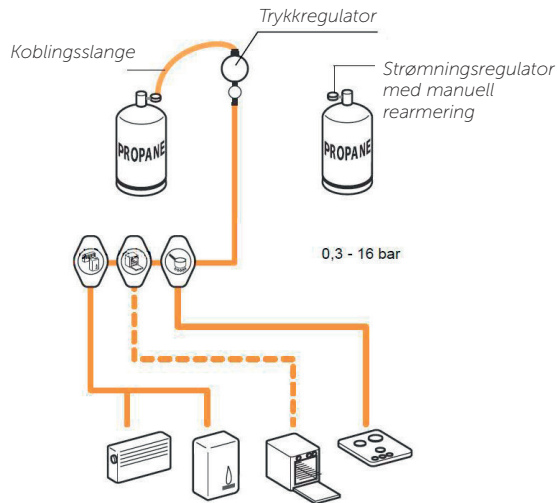 Trykkregulator
Koblingsslange
Strømningsregulator
med manuell
rearmering
PROPANE
PROPANE
0,3 - 16 bar